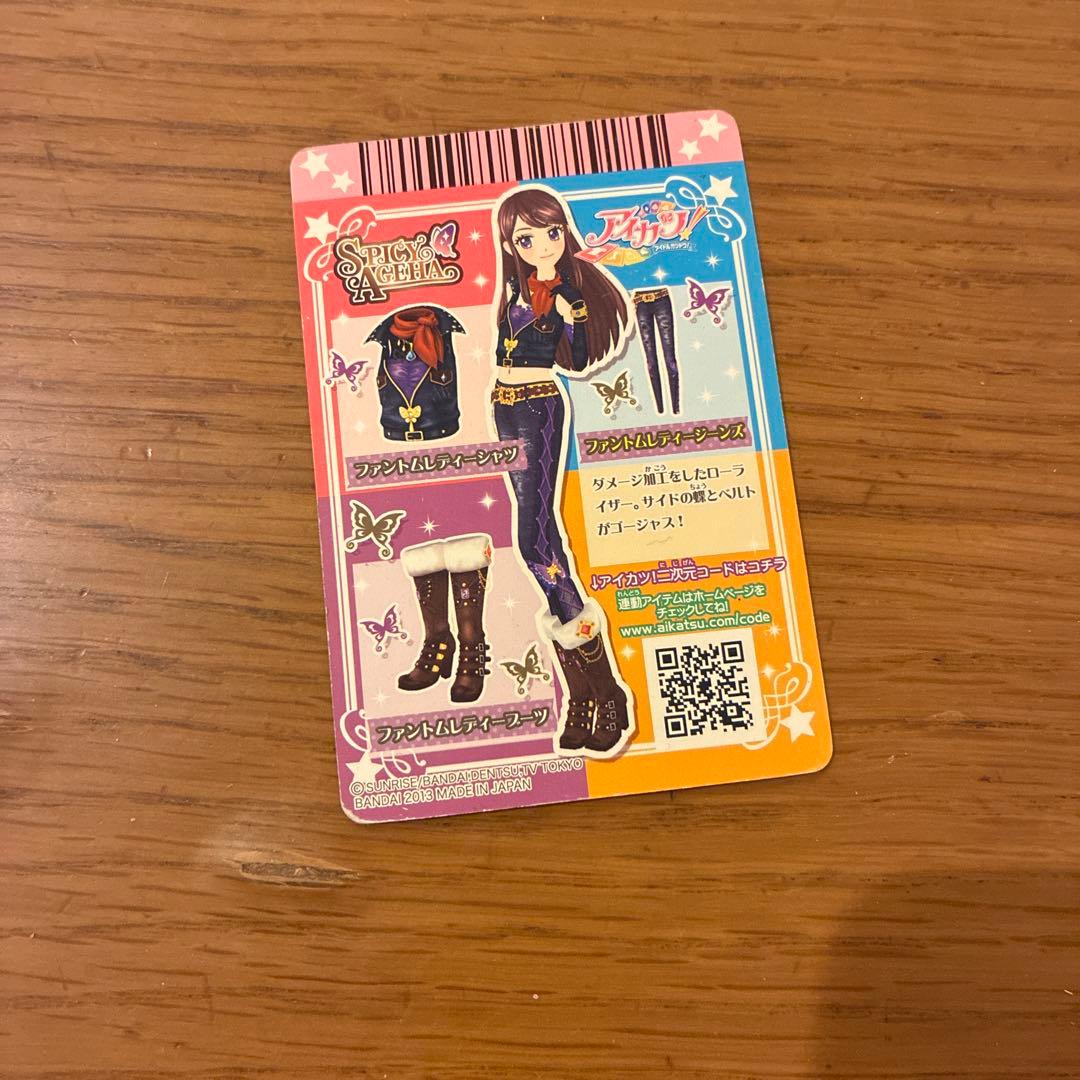 SPICY
AGEHA
アイカツ!
アイドルカツドウ!
ファントムレディーシャツ
ファントムレディージーンズ
ダメージ加工をしたローラ
イザー。サイドの蝶とベルト
がゴージャス!
ファントムレディーブーツ
↓アイカツ!二次元コードはコチラ
連動アイテムはホームページを
チェックしてね!
www.aikatsu.com/code
©SUNRISE/BANDAI,DENTSU,TV TOKYO
BANDAI 2013 MADE IN JAPAN